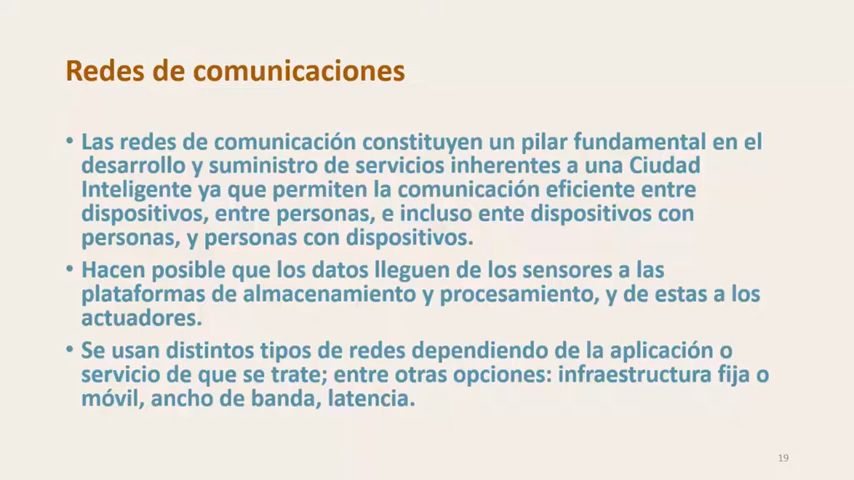 Redes de comunicaciones
• Las redes de comunicación constituyen un pilar fundamental en el
desarrollo y suministro de servicios inherentes a una Ciudad
Inteligente ya que permiten la comunicación eficiente entre
dispositivos, entre personas, e incluso ente dispositivos con
personas, y personas con dispositivos.
• Hacen posible que los datos lleguen de los sensores a las
plataformas de almacenamiento y procesamiento, y de estas a los
actuadores.
• Se usan distintos tipos de redes dependiendo de la aplicación o
servicio de que se trate; entre otras opciones: infraestructura fija o
móvil, ancho de banda, latencia.
19